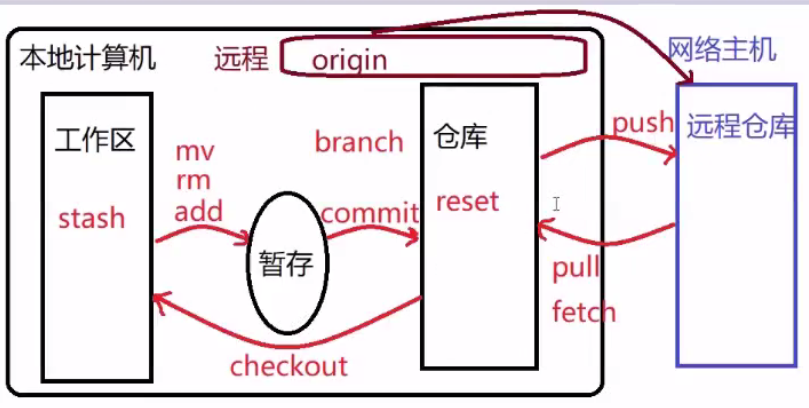 本地计算机
远程
origin
网络主机
工作区
mv
rm
add
stash
暂存
branch
commit
仓库
reset
push
远程仓库
pull
fetch
checkout